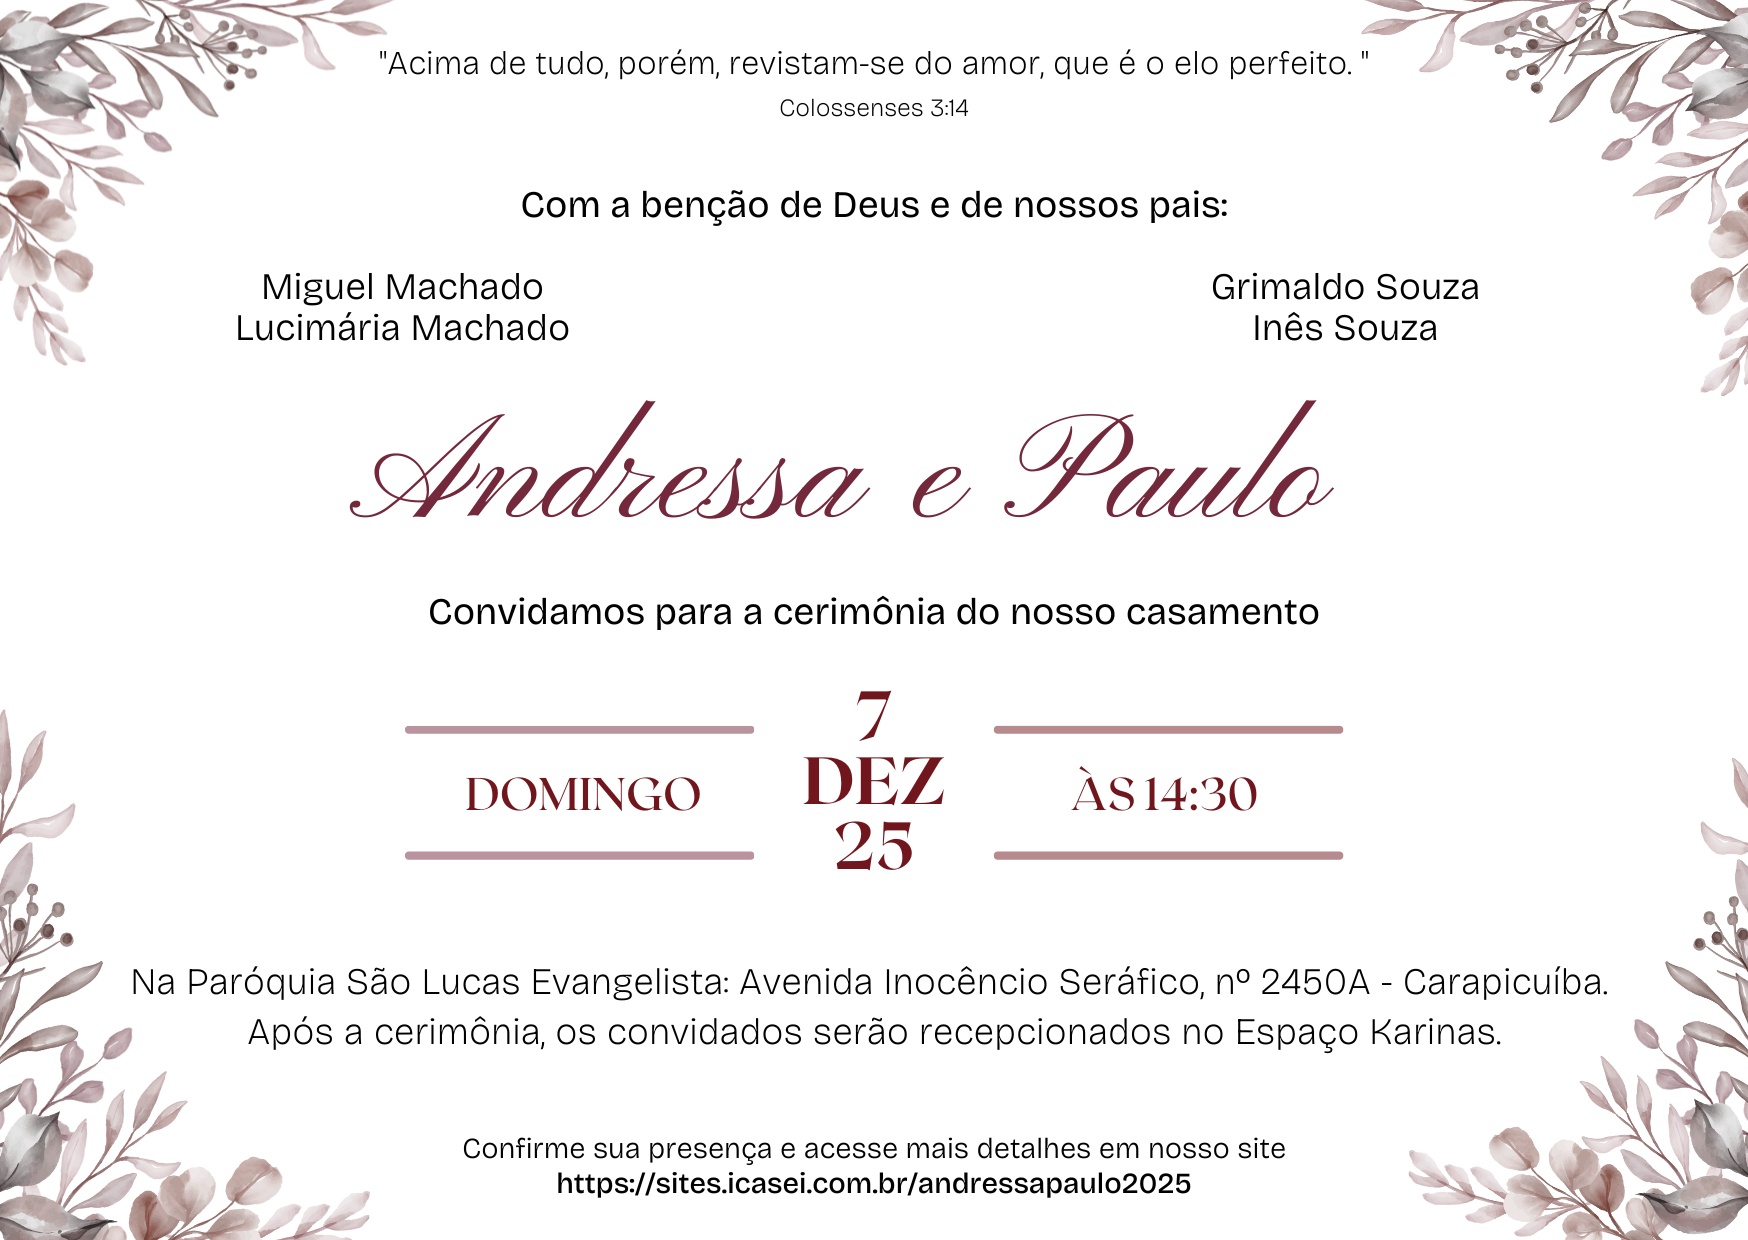 "Acima de tudo, porém, revistam-se do amor, que é o elo perfeito. "
Colossenses 3:14
Com a benção de Deus e de nossos pais:
Miguel Machado
Lucimária Machado
Grimaldo Souza
Inês Souza
Andressa e Paulo
Convidamos para a cerimônia do nosso casamento
DOMINGO
7
DEZ
25
ÀS 14:30
Na Paróquia São Lucas Evangelista: Avenida Inocêncio Seráfico, nº 2450A - Carapicuíba.
Após a cerimônia, os convidados serão recepcionados no Espaço Karinas.
Confirme sua presença e acesse mais detalhes em nosso site
https://sites.icasei.com.br/andressapaulo2025